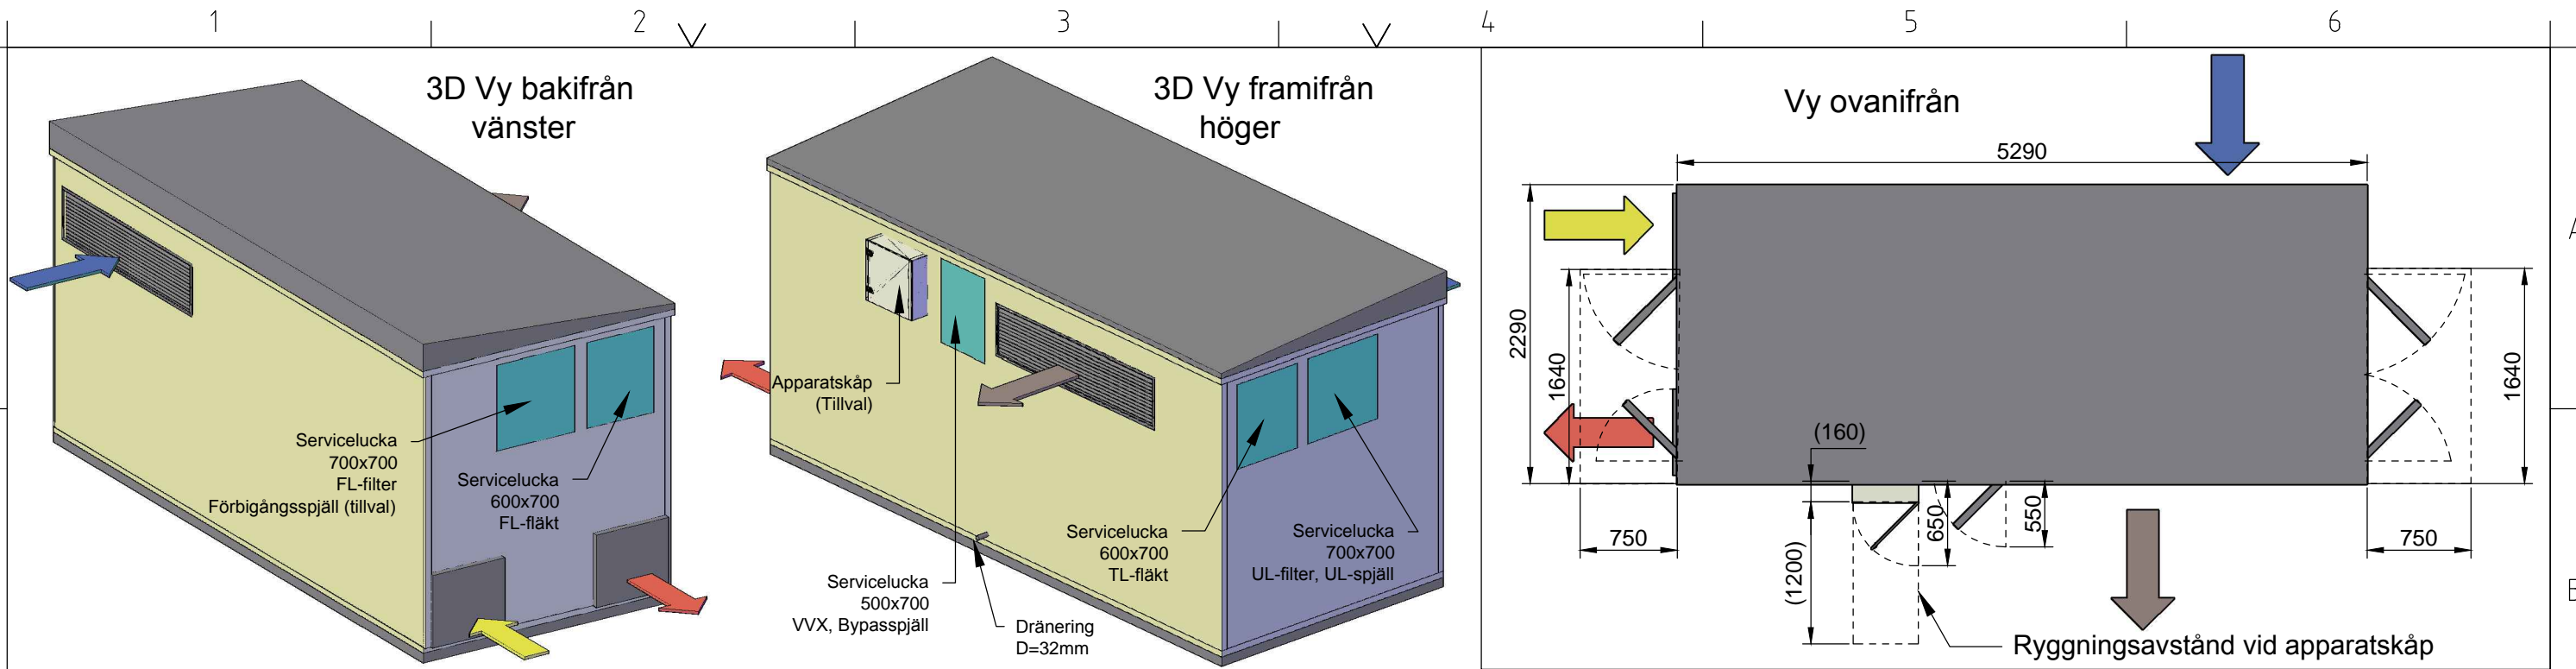 1
2
3
4
5
6
3D Vy bakifrån
vänster
3D Vy framifrån
höger
Vy ovanifrån
Servicelucka
700x700
FL-filter
Förbigångsspjäll (tillval)
Servicelucka
600x700
FL-fläkt
Apparatskåp
(Tillval)
Servicelucka
500x700
VVX, Bypasspjäll
Dränering
D=32mm
Servicelucka
600x700
TL-fläkt
Servicelucka
700x700
UL-filter, UL-spjäll
5290
2290
1640
1640
(160)
750
(1200)
650
550
750
Ryggningsavstånd vid apparatskåp
A
B